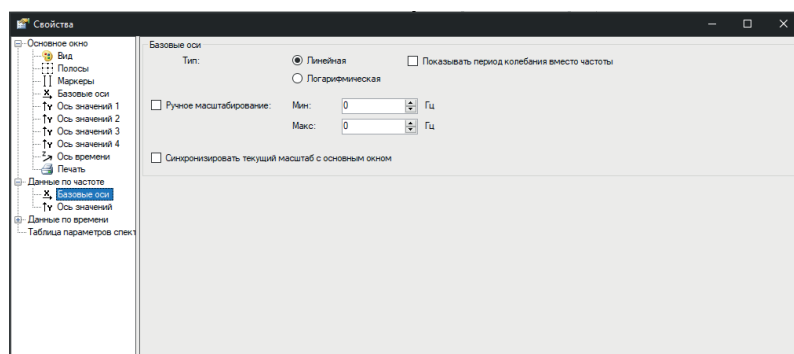 Свойства
Основное окно
Вид
Полосы
Маркеры
Базовые оси
Ось значений 1
Ось значений 2
Ось значений 3
Ось значений 4
Ось времени
Печать
Данные по частоте
Базовые оси
Ось значений
Данные по времени
Таблица параметров спект
Базовые оси
Тип: Линейная Показывать период колебания вместо частоты
Логарифмическая
Ручное масштабирование: Мин: 0 Гц
Макс: 0 Гц
Синхронизировать текущий масштаб с основным окном